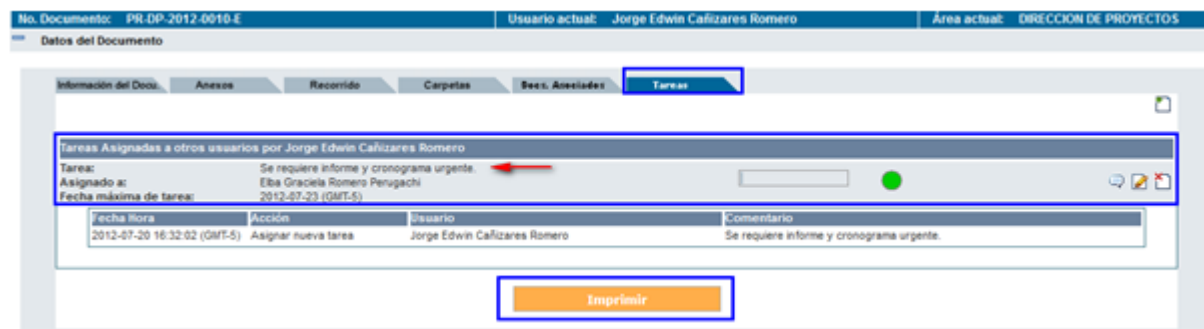 No. Documento: PR-DP-2012-0010-E Usuario actual: Jorge Edwin Cañizares Romero Área actual: DIRECCION DE PROYECTOS
Datos del Documento
Información del Docu. Anexos Recorrido Carpetas Docs. Asociados Tareas
Tareas Asignadas a otros usuarios por Jorge Edwin Cañizares Romero
Tarea: Se requiere informe y cronograma urgente.
Asignado a: Elba Graciela Romero Perugachi
Fecha máxima de tarea: 2012-07-23 (GMT-5)
Fecha Hora Acción Usuario Comentario
2012-07-20 16:32:02 (GMT-5) Asignar nueva tarea Jorge Edwin Cañizares Romero Se requiere informe y cronograma urgente.
Imprimir